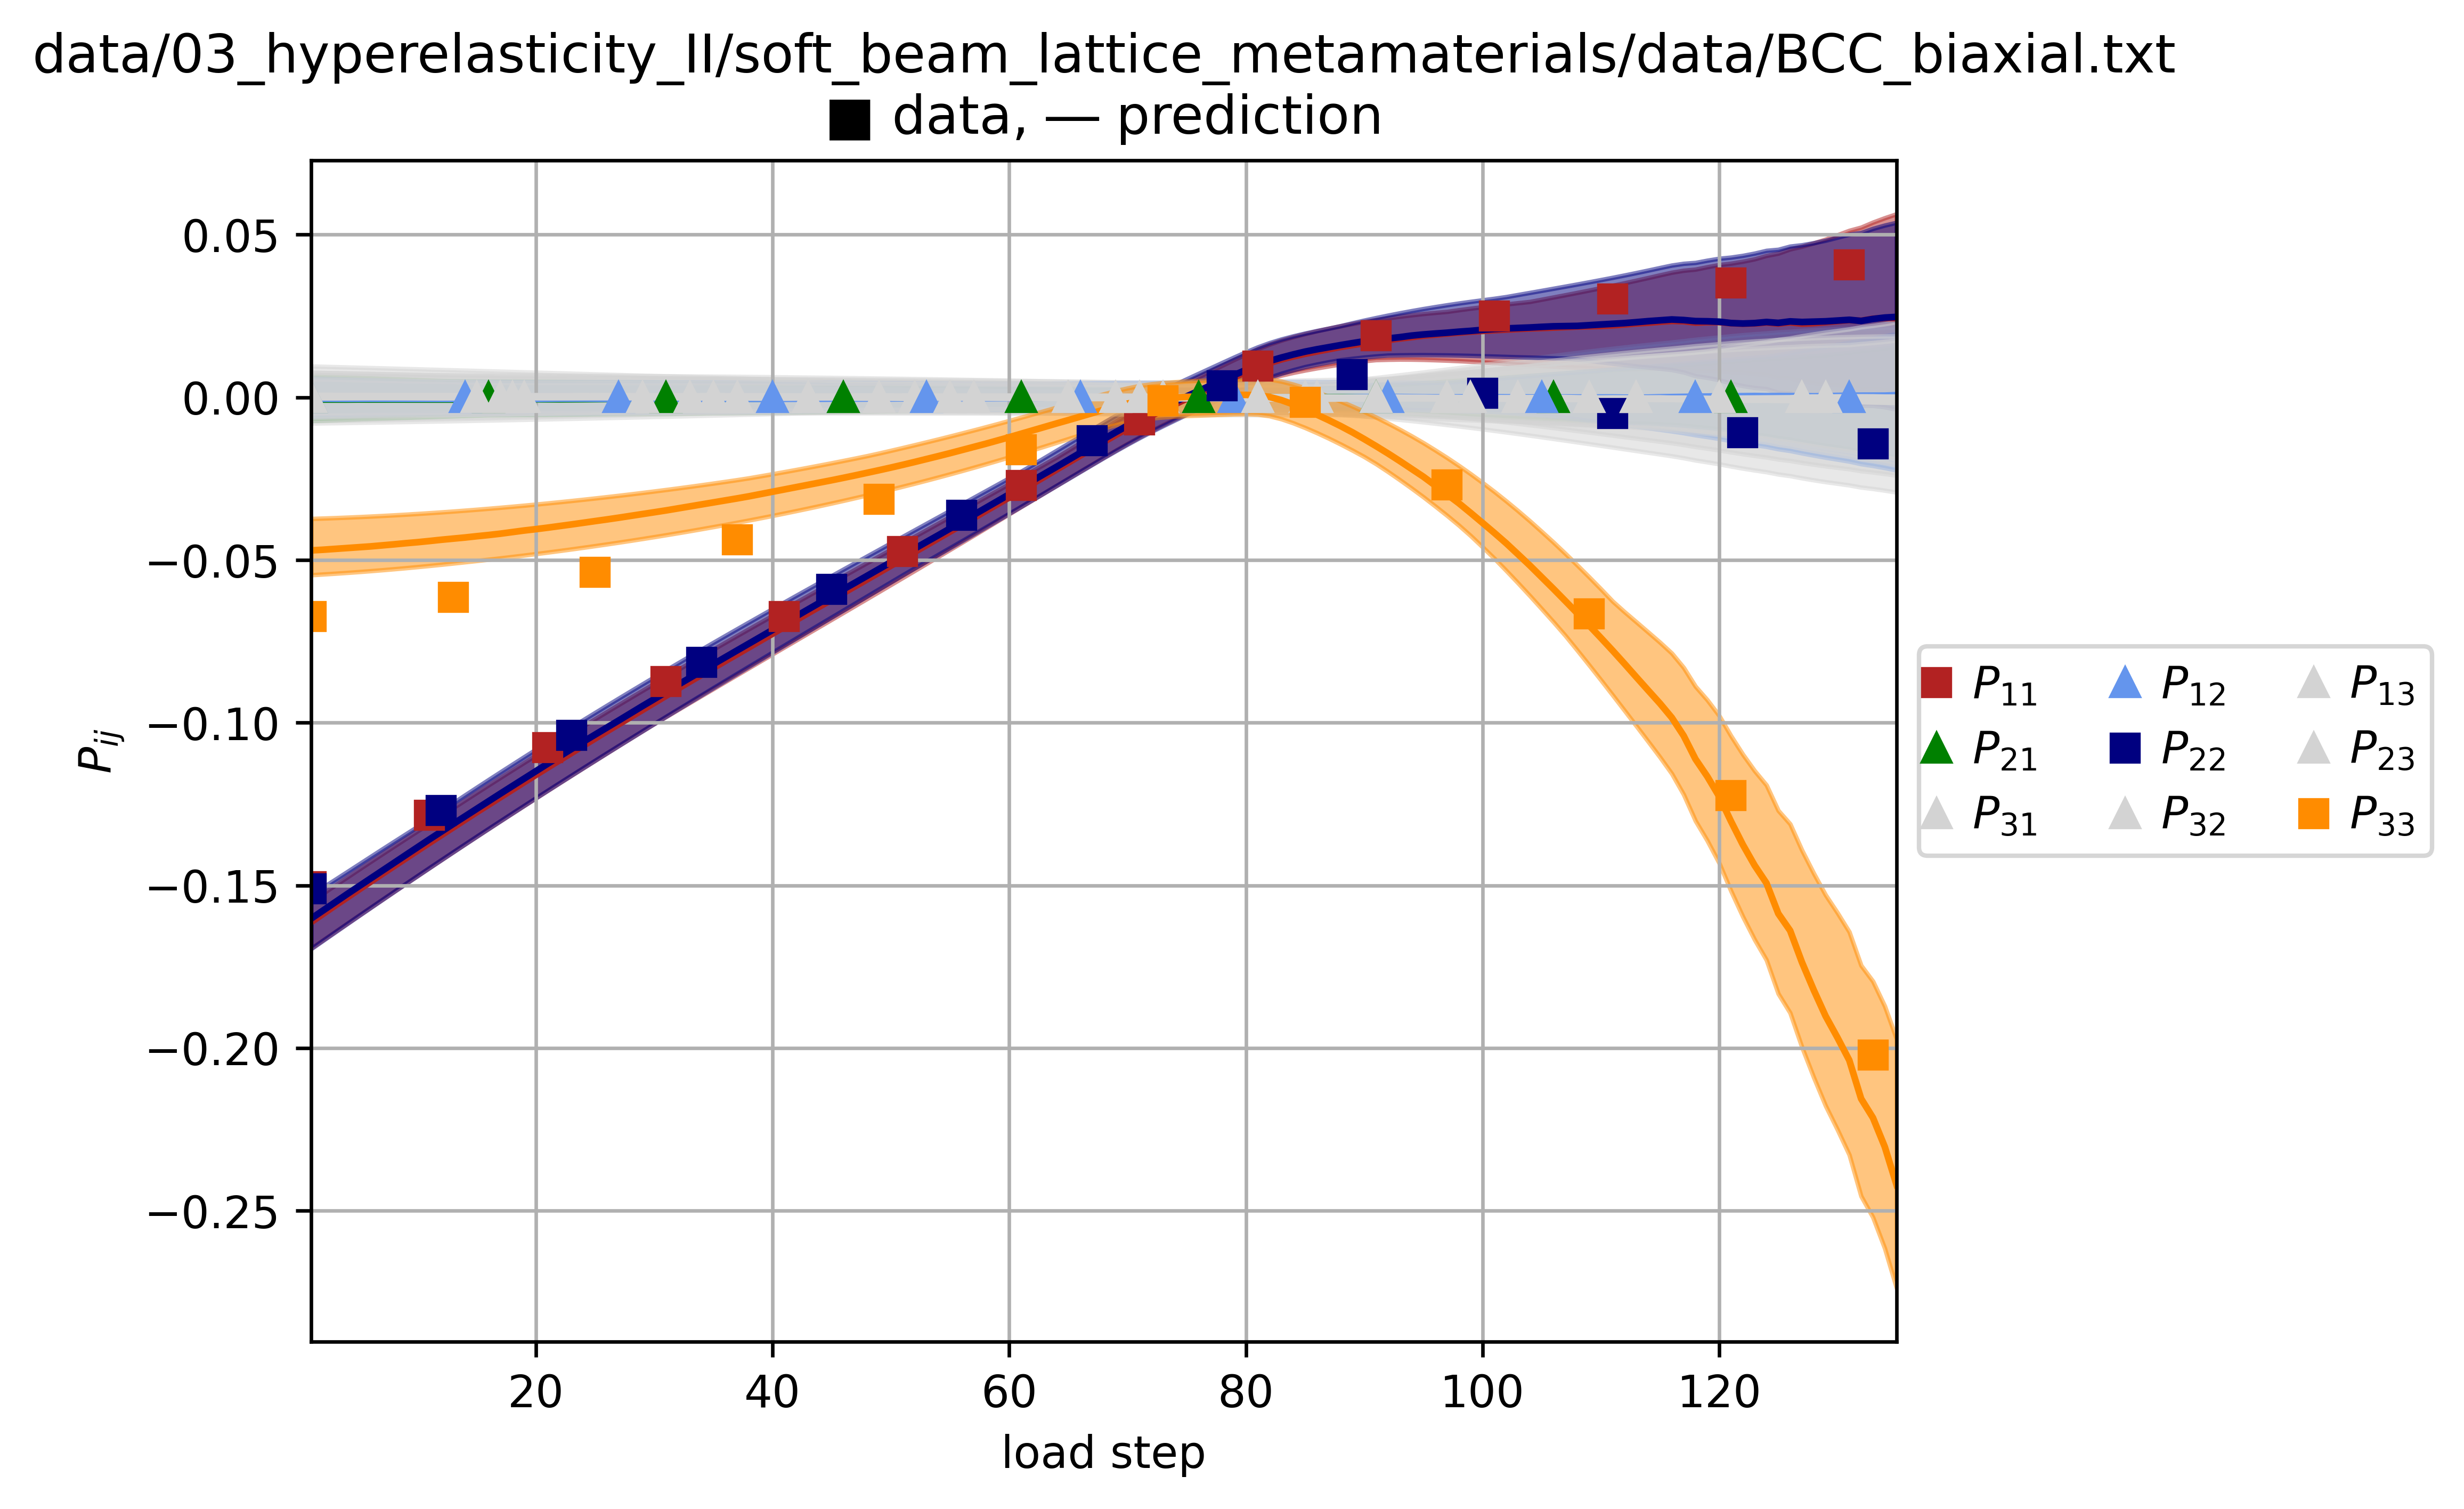 data/03_hyperelasticity_II/soft_beam_lattice_metamaterials/data/BCC_biaxial.txt
■ data, — prediction
0.05
0.00
−0.05
−0.10
−0.15
−0.20
−0.25
P_ij
20 40 60 80 100 120
load step
P_11 P_12 P_13
P_21 P_22 P_23
P_31 P_32 P_33